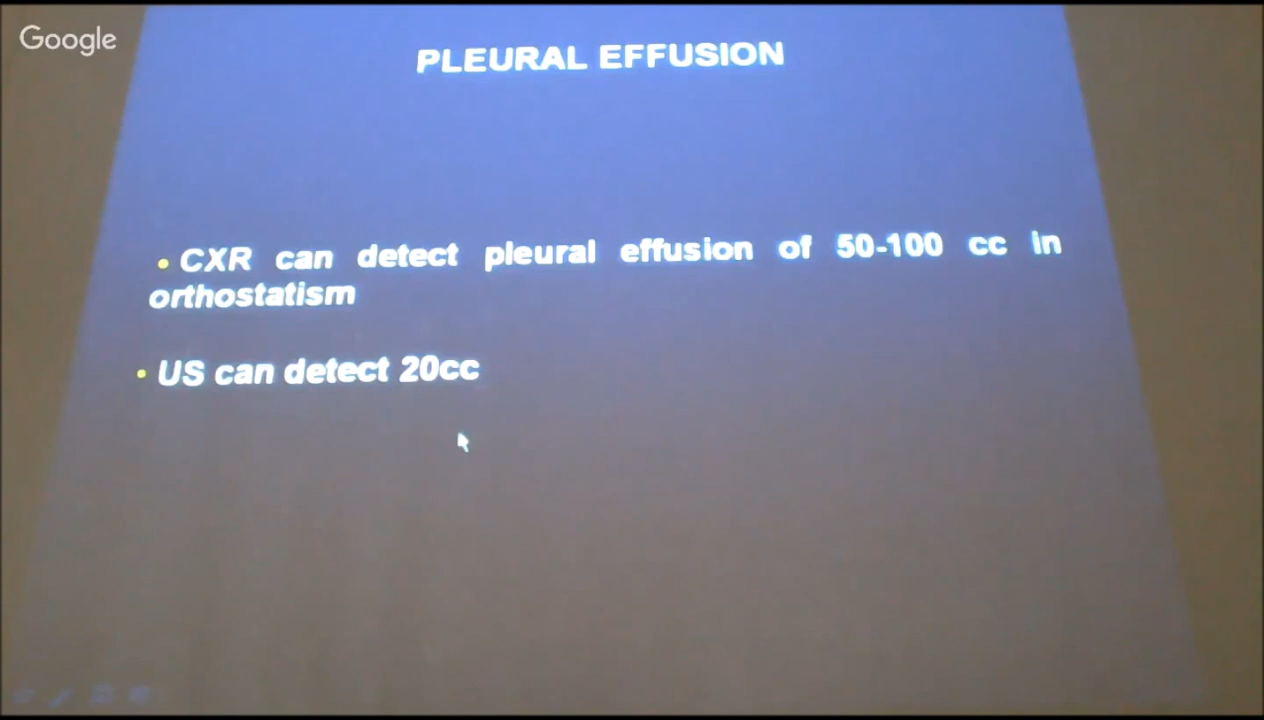 Google
PLEURAL EFFUSION
• CXR can detect pleural effusion of 50-100 cc in
orthostatism
• US can detect 20cc